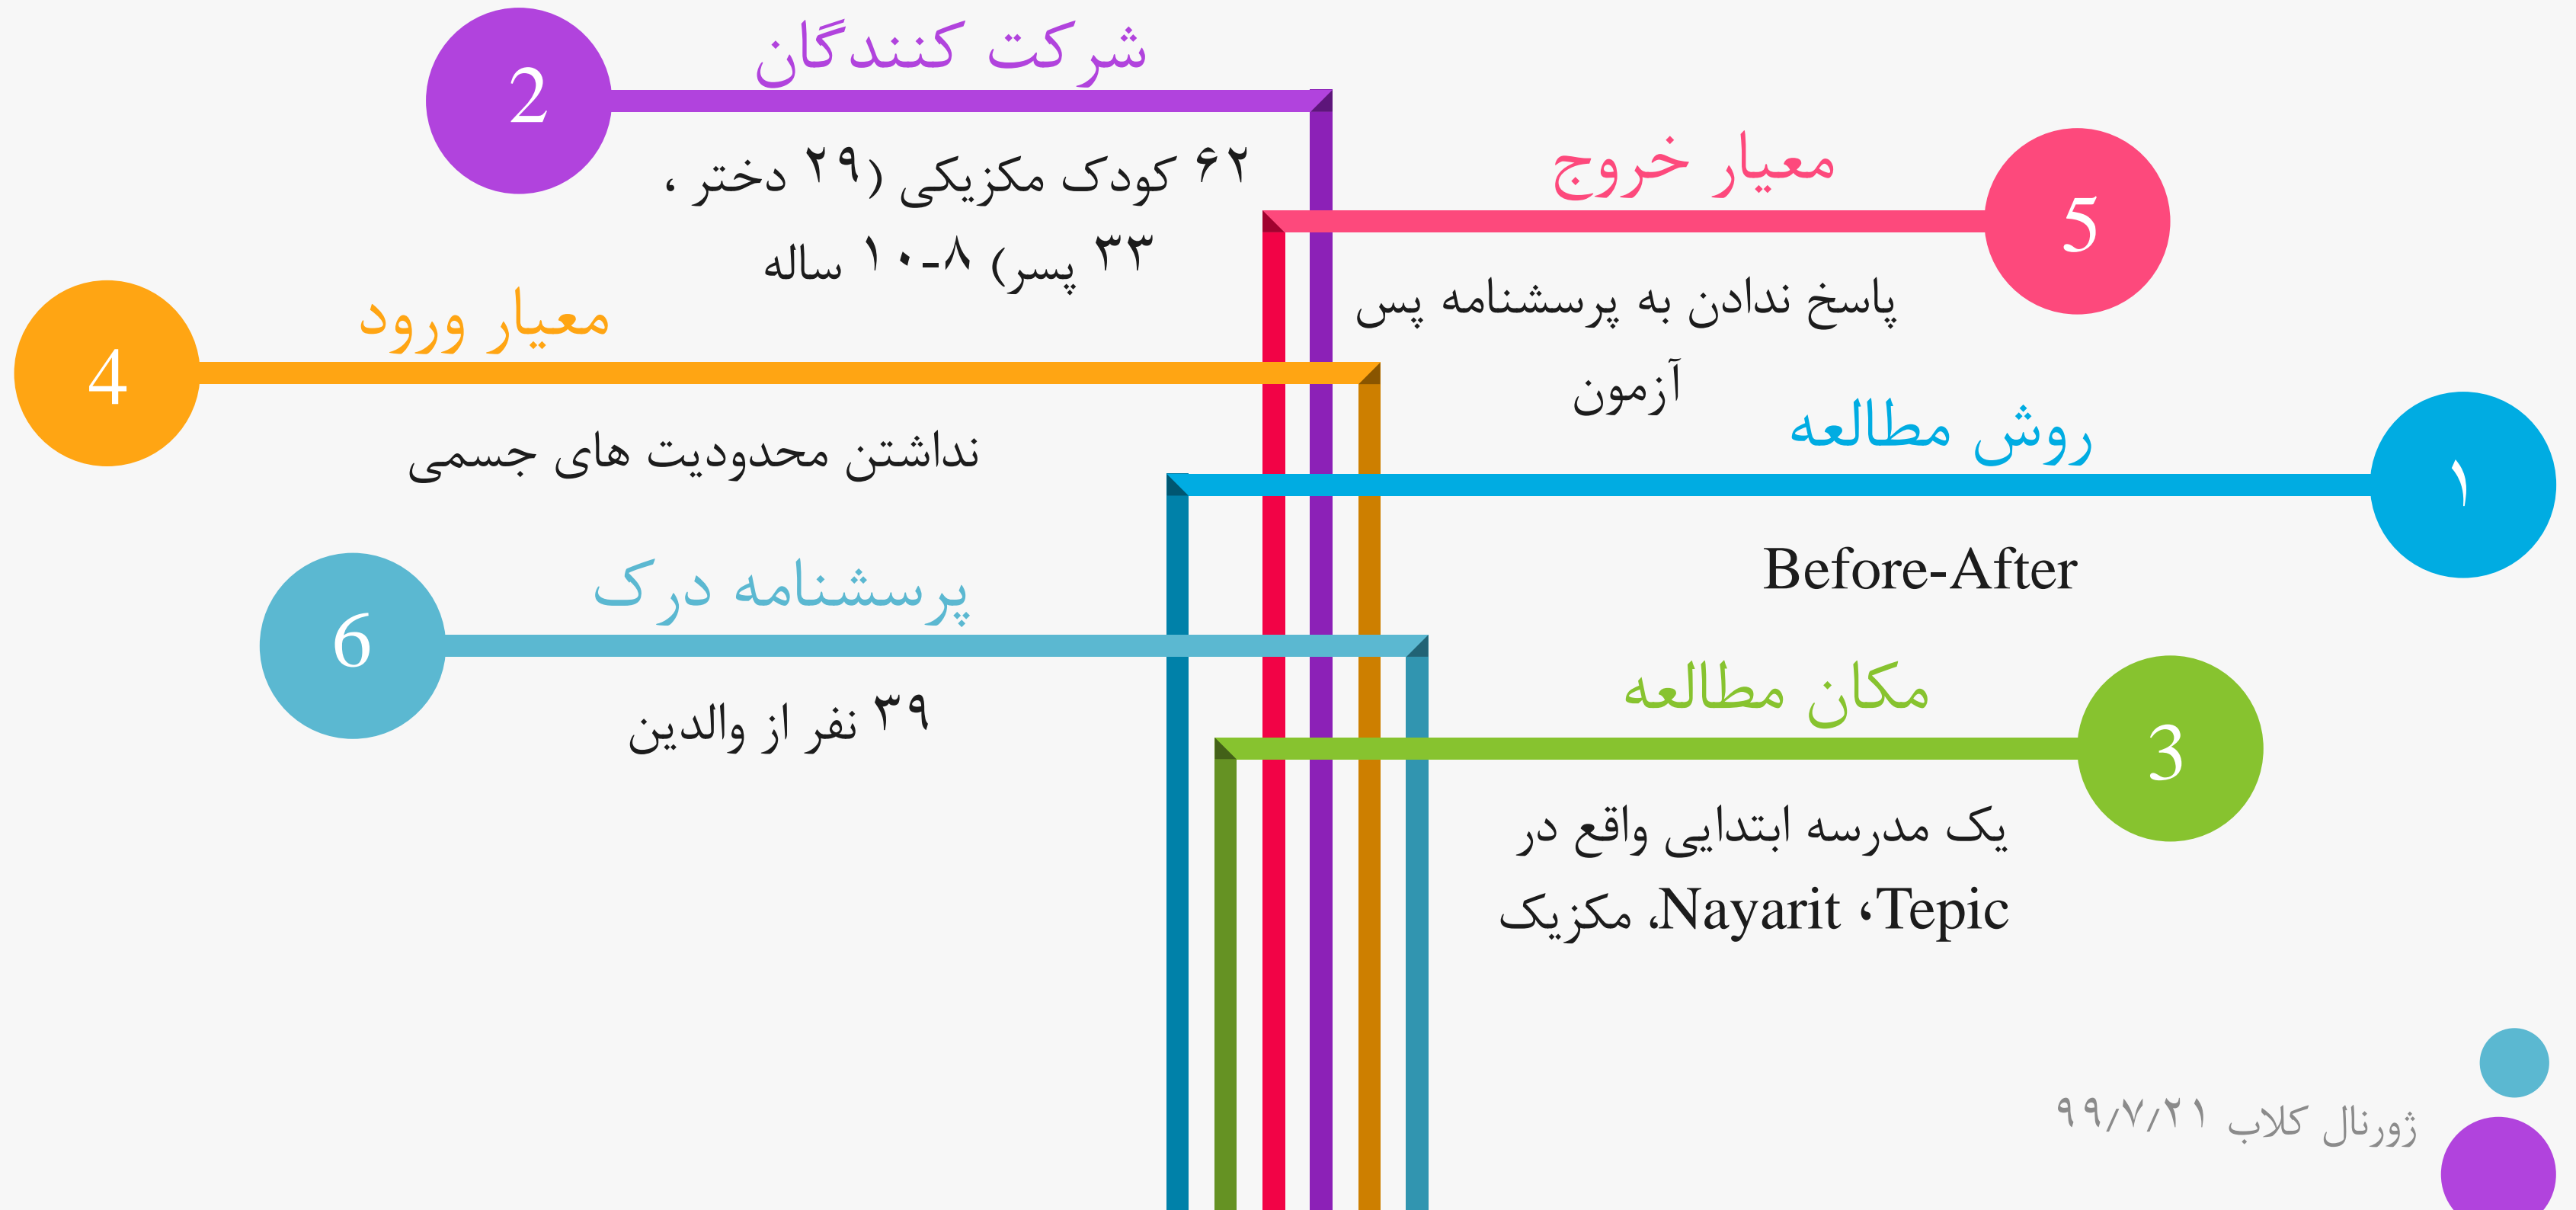 شرکت کنندگان
2
۶۲ کودک مکزیکی (۲۹ دختر ،
۳۳ پسر) ۸-۱۰ ساله
معیار خروج
5
پاسخ ندادن به پرسشنامه پس
آزمون
معیار ورود
4
نداشتن محدودیت های جسمی
روش مطالعه
۱
Before-After
پرسشنامه درک
6
۳۹ نفر از والدین
مکان مطالعه
3
یک مدرسه ابتدایی واقع در
Tepic، Nayarit، مکزیک
ژورنال کلاب ۹۹/۷/۲۱